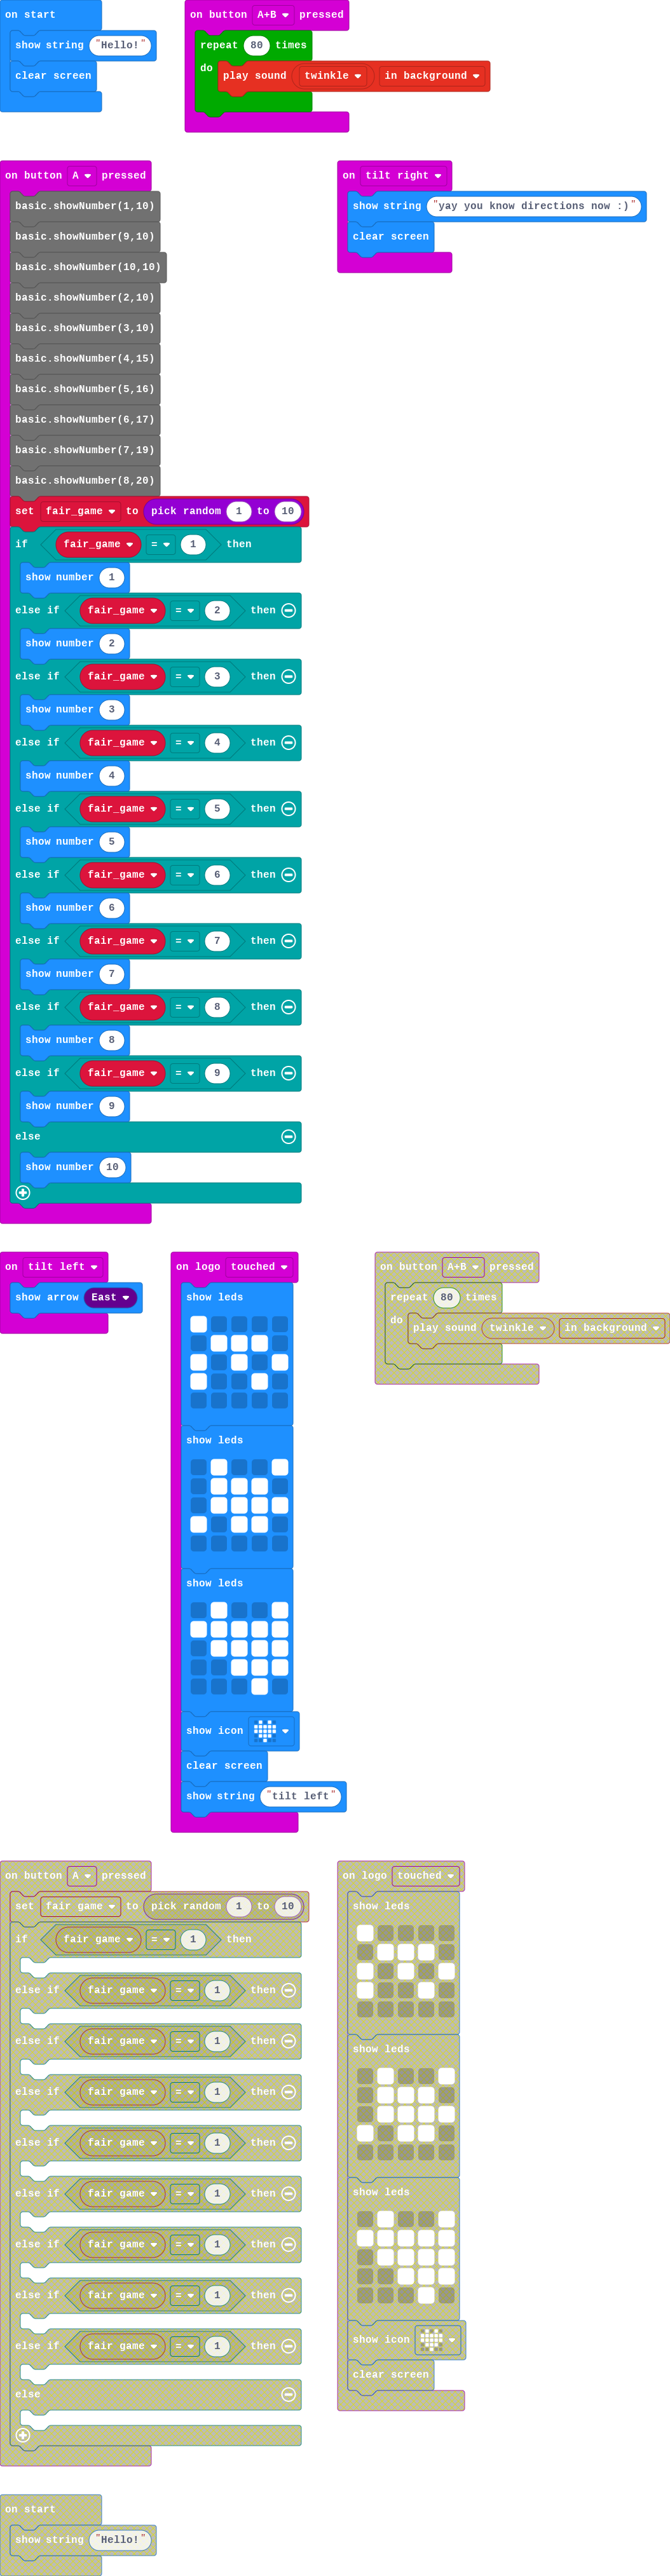 on start
show string "Hello!"
clear screen
on button A+B pressed
repeat 80 times
do play sound twinkle in background
on button A pressed
basic.showNumber(1,10)
basic.showNumber(9,10)
basic.showNumber(10,10)
basic.showNumber(2,10)
basic.showNumber(3,10)
basic.showNumber(4,15)
basic.showNumber(5,16)
basic.showNumber(6,17)
basic.showNumber(7,19)
basic.showNumber(8,20)
set fair_game to pick random 1 to 10
if fair_game = 1 then
show number 1
else if fair_game = 2 then
show number 2
else if fair_game = 3 then
show number 3
else if fair_game = 4 then
show number 4
else if fair_game = 5 then
show number 5
else if fair_game = 6 then
show number 6
else if fair_game = 7 then
show number 7
else if fair_game = 8 then
show number 8
else if fair_game = 9 then
show number 9
else
show number 10
on tilt right
show string "yay you know directions now :)"
clear screen
on tilt left
show arrow East
on logo touched
show leds
show leds
show leds
show icon
clear screen
show string "tilt left"
on button A+B pressed
repeat 80 times
do play sound twinkle in background
on button A pressed
set fair game to pick random 1 to 10
if fair game = 1 then
else if fair game = 1 then
else if fair game = 1 then
else if fair game = 1 then
else if fair game = 1 then
else if fair game = 1 then
else if fair game = 1 then
else if fair game = 1 then
else if fair game = 1 then
else
on logo touched
show leds
show leds
show leds
show icon
clear screen
on start
show string "Hello!"